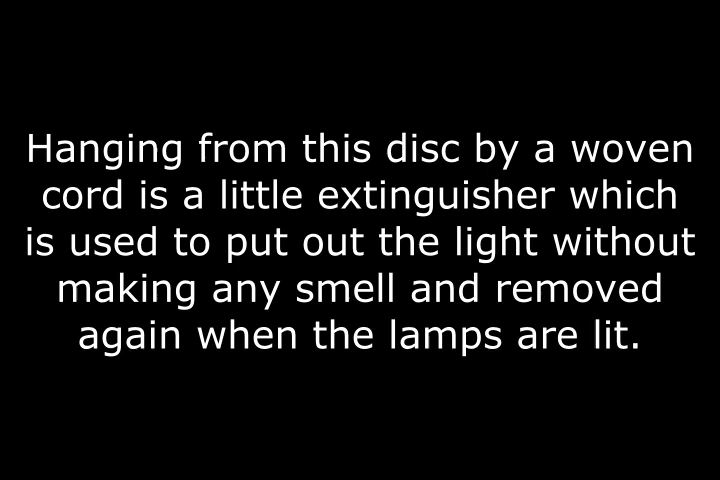 Hanging from this disc by a woven
cord is a little extinguisher which
is used to put out the light without
making any smell and removed
again when the lamps are lit.